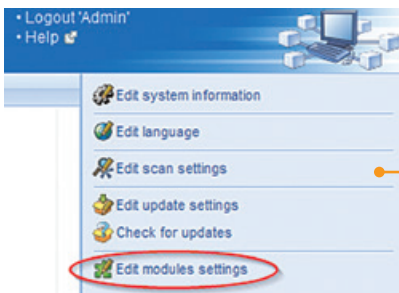 • Logout 'Admin'
• Help
Edit system information
Edit language
Edit scan settings
Edit update settings
Check for updates
Edit modules settings